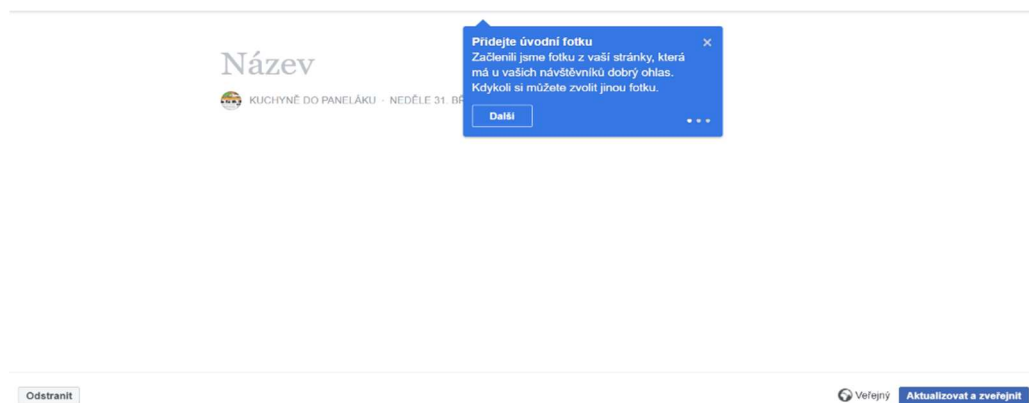 Přidejte úvodní fotku
Začlenili jsme fotku z vaší stránky, která
má u vašich návštěvníků dobrý ohlas.
Kdykoli si můžete zvolit jinou fotku.
Další
Název
KUCHYNĚ DO PANELÁKU · NEDĚLE 31.
Odstranit
Veřejný
Aktualizovat a zveřejnit